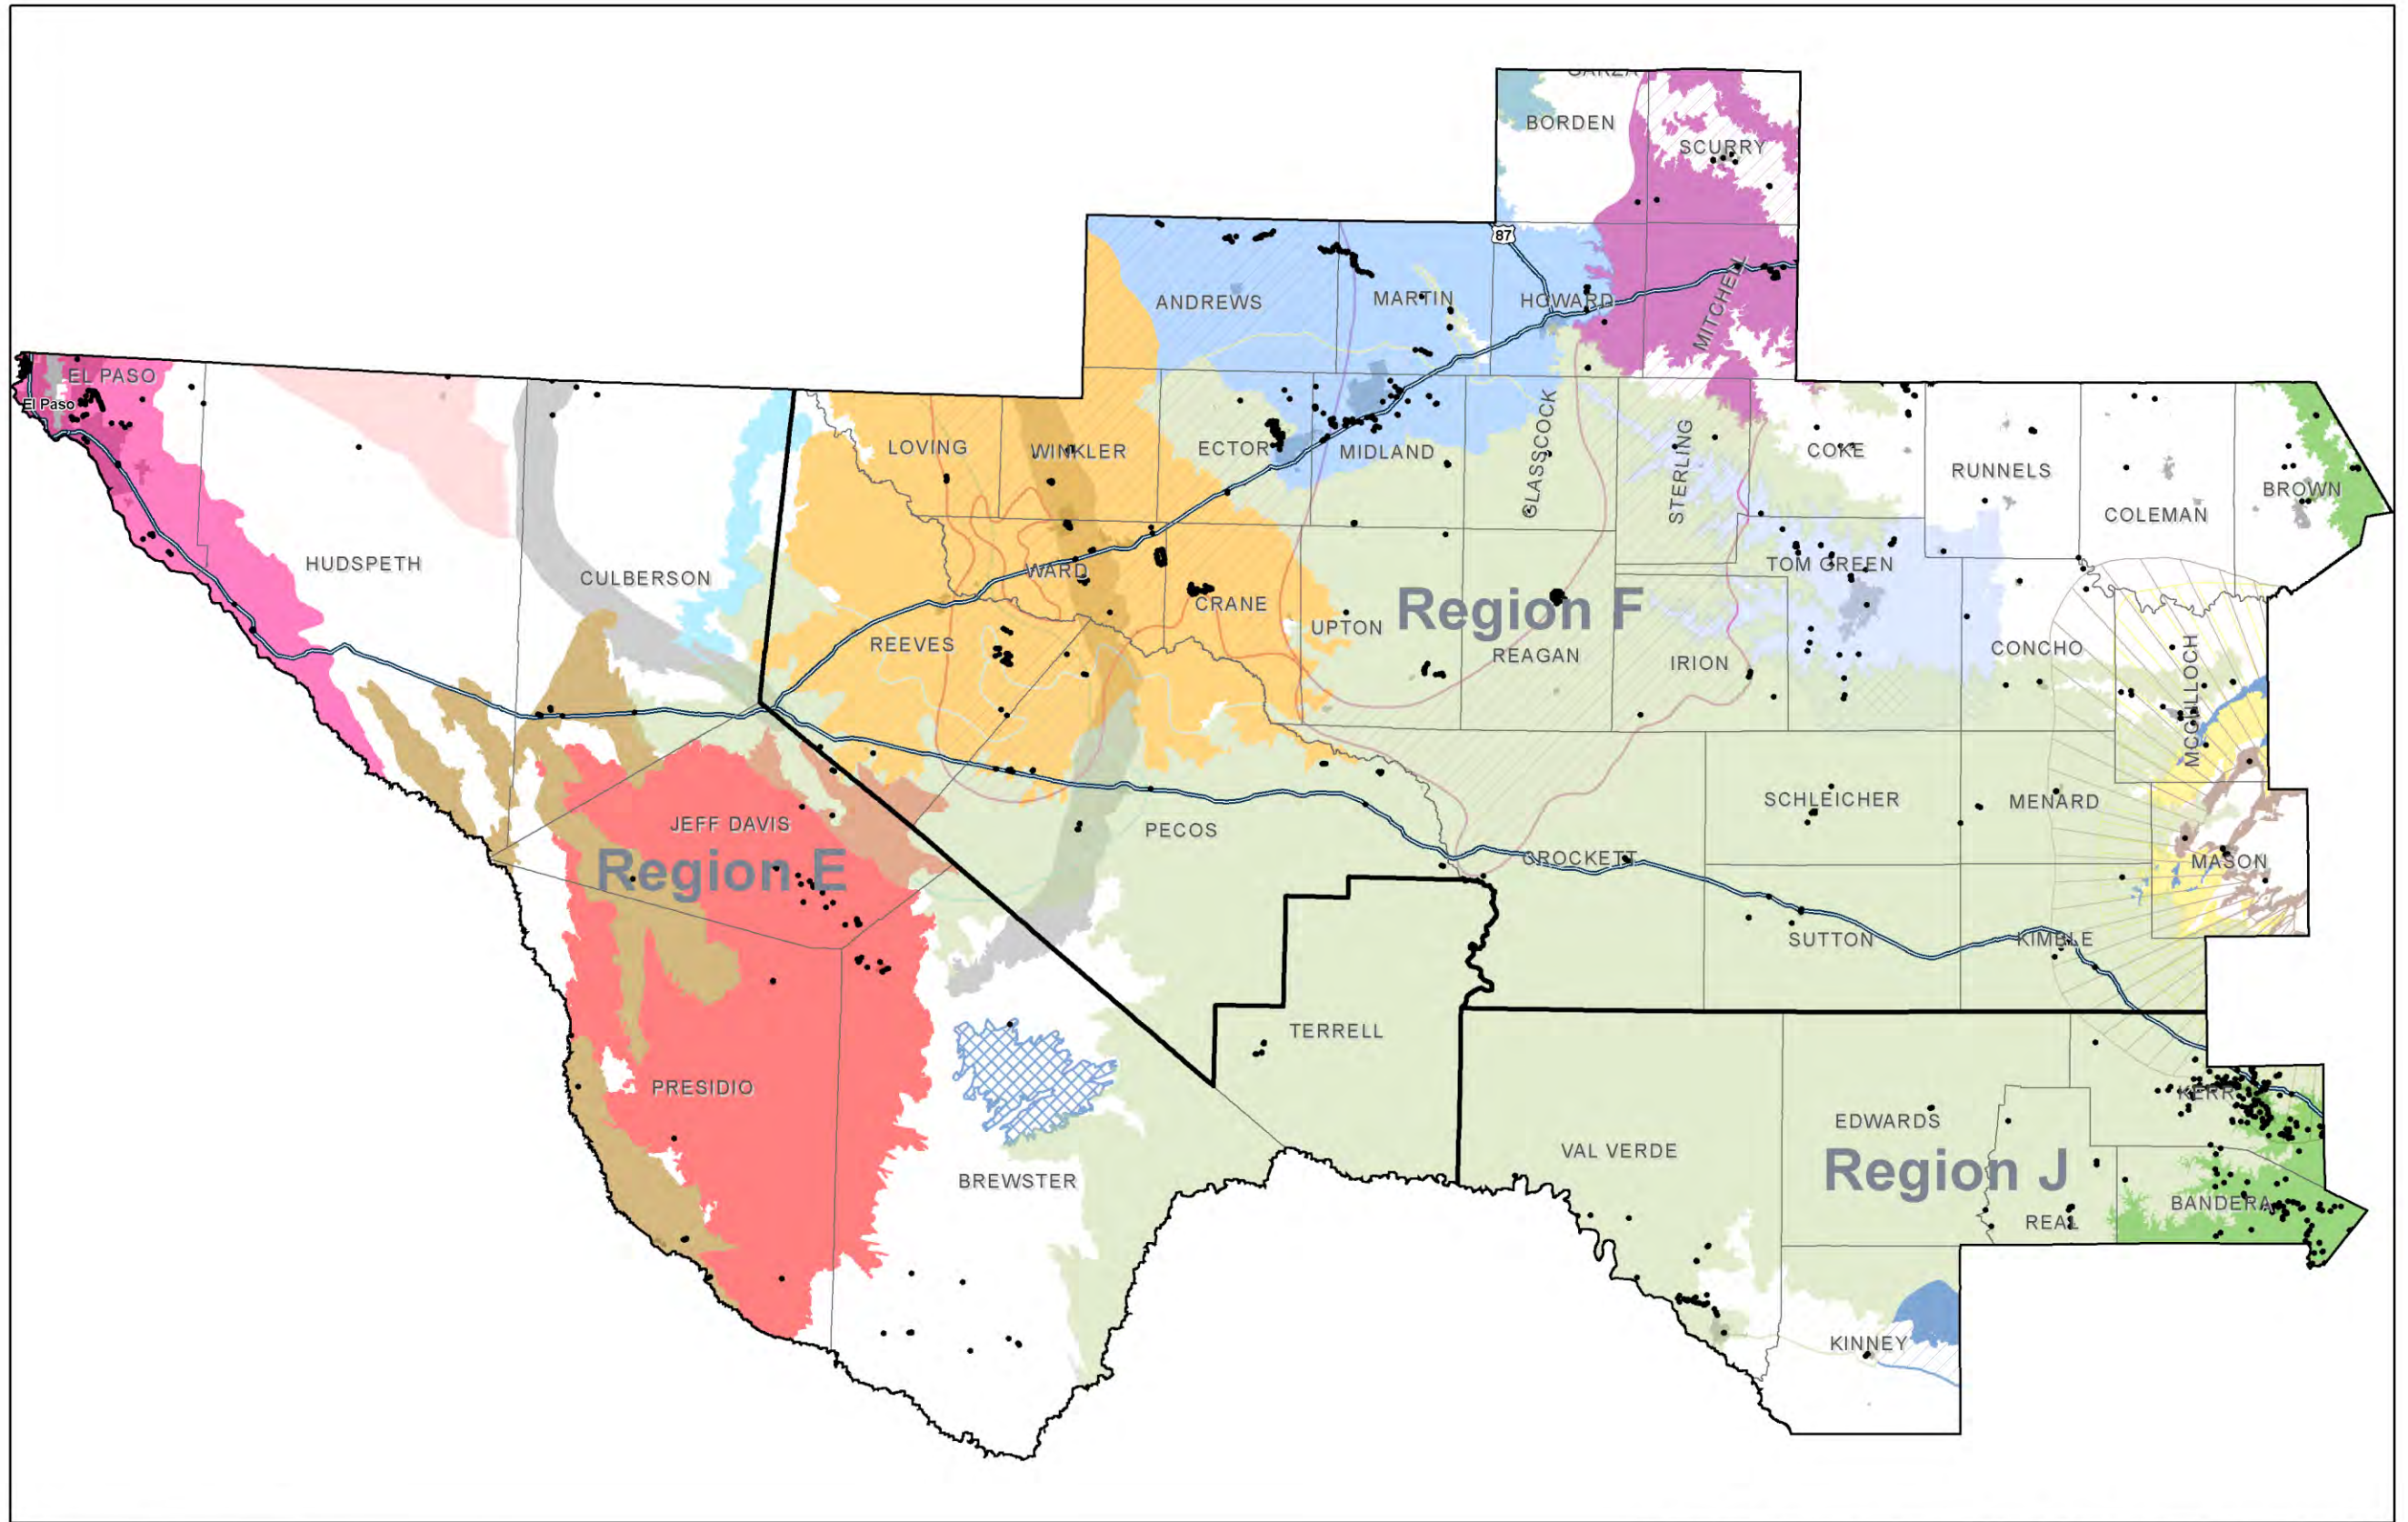 BORDEN
SCURRY
87
ANDREWS
MARTIN
HOWARD
MITCHELL
EL PASO
El Paso
LOVING
WINKLER
ECTOR
MIDLAND
GLASSCOCK
STERLING
COKE
RUNNELS
BROWN
COLEMAN
HUDSPETH
CULBERSON
WARD
CRANE
TOM GREEN
Region F
UPTON
REEVES
REAGAN
IRION
CONCHO
MCCULLOCH
JEFF DAVIS
Region E
PECOS
SCHLEICHER
MENARD
CROCKETT
MASON
SUTTON
KIMBLE
TERRELL
PRESIDIO
KERR
EDWARDS
VAL VERDE
Region J
BREWSTER
BANDERA
REAL
KINNEY